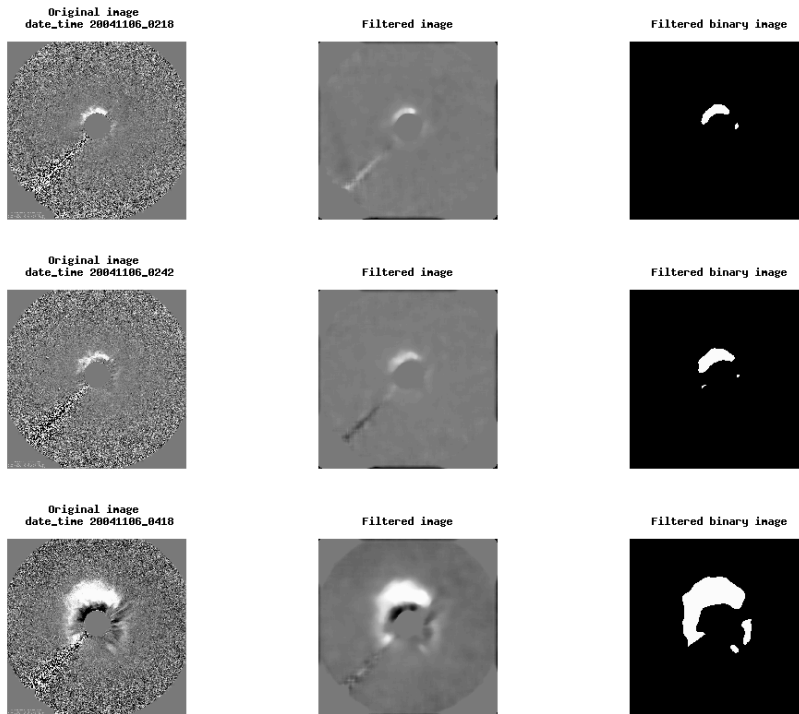 Original image
date_time 20041106_0218
Filtered image
Filtered binary image
Original image
date_time 20041106_0242
Filtered image
Filtered binary image
Original image
date_time 20041106_0418
Filtered image
Filtered binary image